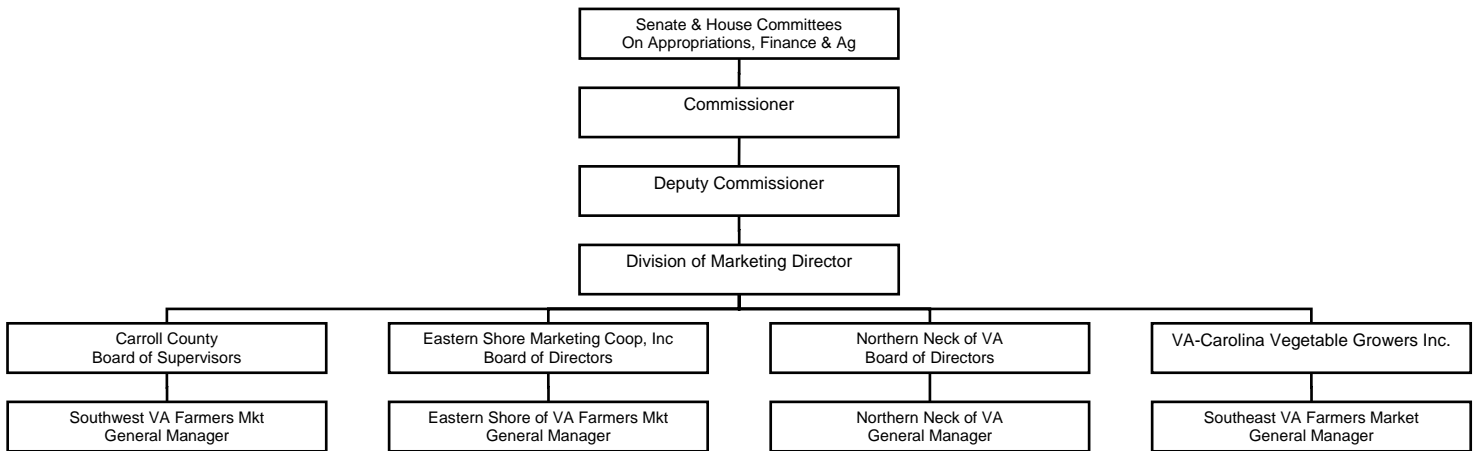 Senate & House Committees
On Appropriations, Finance & Ag
Commissioner
Deputy Commissioner
Division of Marketing Director
Carroll County
Board of Supervisors
Eastern Shore Marketing Coop, Inc
Board of Directors
Northern Neck of VA
Board of Directors
VA-Carolina Vegetable Growers Inc.
Southwest VA Farmers Mkt
General Manager
Eastern Shore of VA Farmers Mkt
General Manager
Northern Neck of VA
General Manager
Southeast VA Farmers Market
General Manager